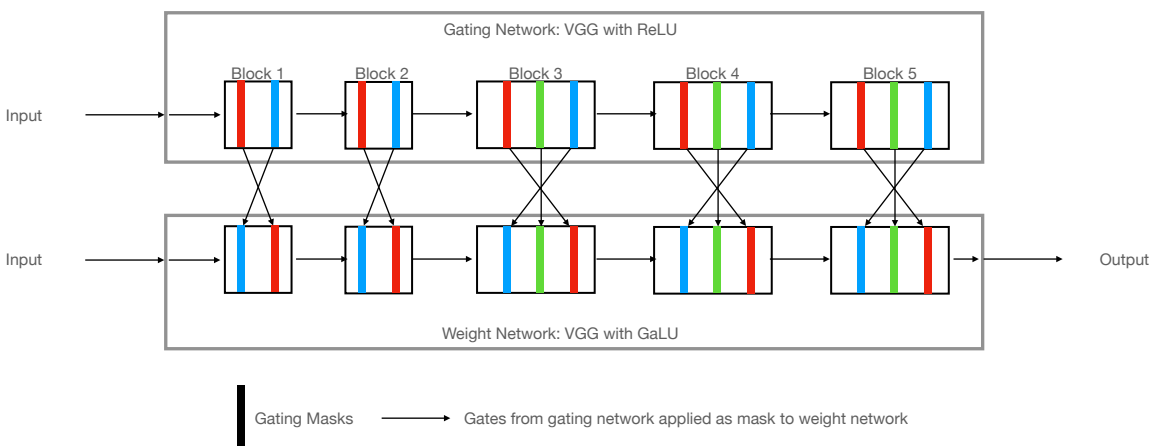 Gating Network: VGG with ReLU
Block 1
Block 2
Block 3
Block 4
Block 5
Input
Input
Output
Weight Network: VGG with GaLU
Gating Masks
Gates from gating network applied as mask to weight network